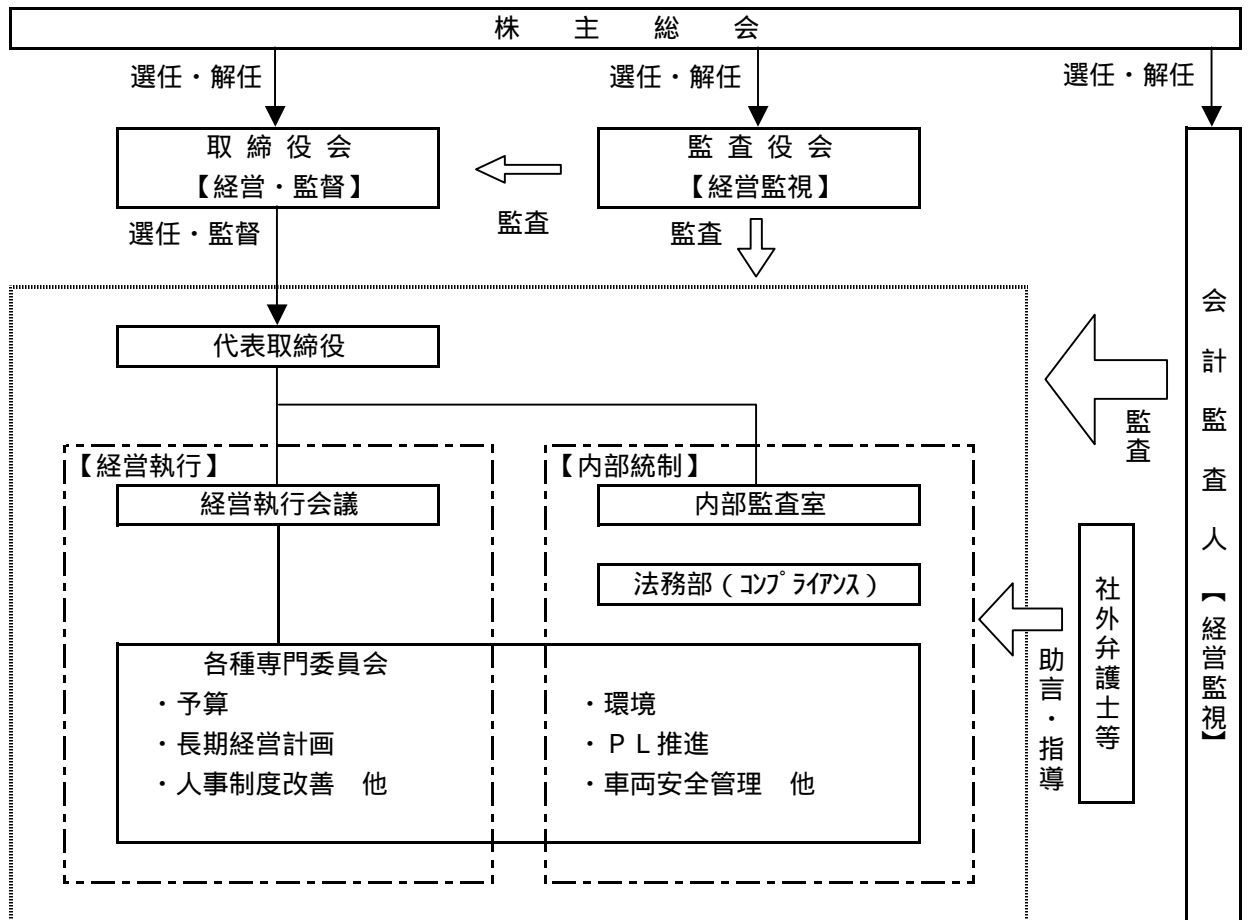 株 主 総 会
選任・解任
選任・解任
選任・解任
取 締 役 会
【経営・監督】
監 査 役 会
【経営監視】
監査
選任・監督
監査
代表取締役
会計監査人【経営監視】
監査
【経営執行】
【内部統制】
経営執行会議
内部監査室
法務部(コンプライアンス)
社外弁護士等
助言・指導
各種専門委員会
・予算
・長期経営計画
・人事制度改善 他
・環境
・PL推進
・車両安全管理 他